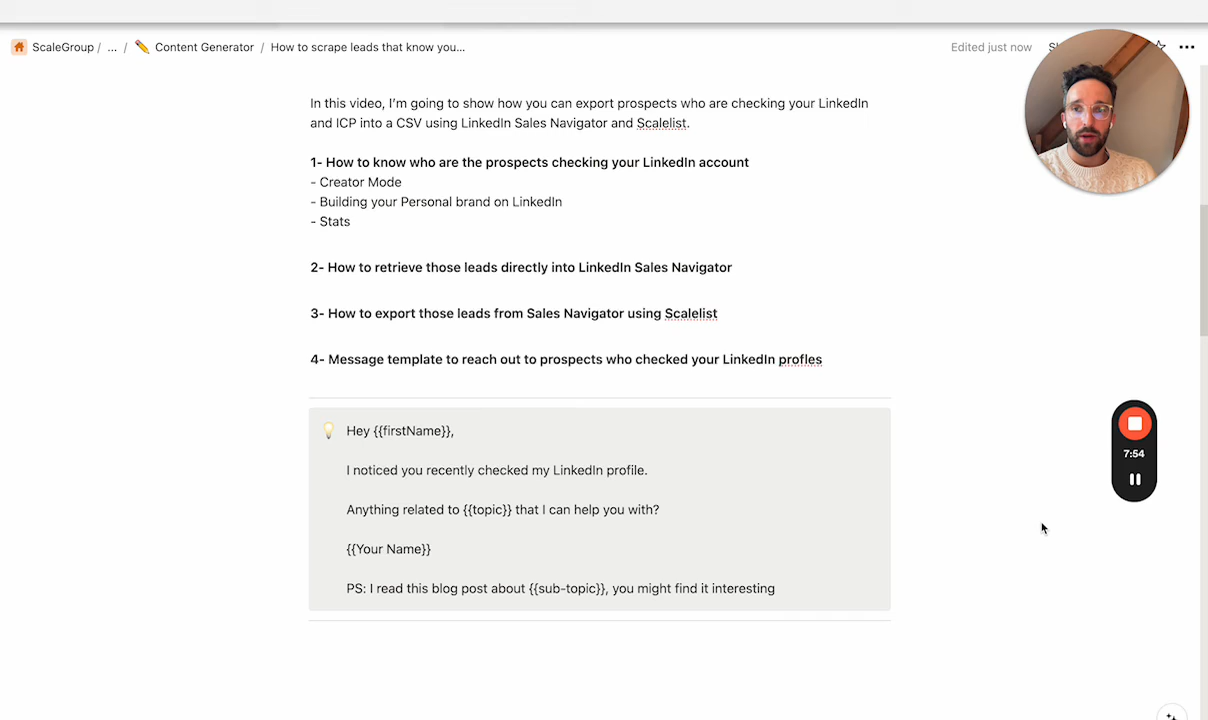 ScaleGroup / ... / Content Generator / How to scrape leads that know you...
Edited just now
In this video, I'm going to show how you can export prospects who are checking your LinkedIn
and ICP into a CSV using LinkedIn Sales Navigator and Scalelist.
1- How to know who are the prospects checking your LinkedIn account
- Creator Mode
- Building your Personal brand on LinkedIn
- Stats
2- How to retrieve those leads directly into LinkedIn Sales Navigator
3- How to export those leads from Sales Navigator using Scalelist
4- Message template to reach out to prospects who checked your LinkedIn profles
Hey {{firstName}},
I noticed you recently checked my LinkedIn profile.
Anything related to {{topic}} that I can help you with?
{{Your Name}}
PS: I read this blog post about {{sub-topic}}, you might find it interesting
7:54